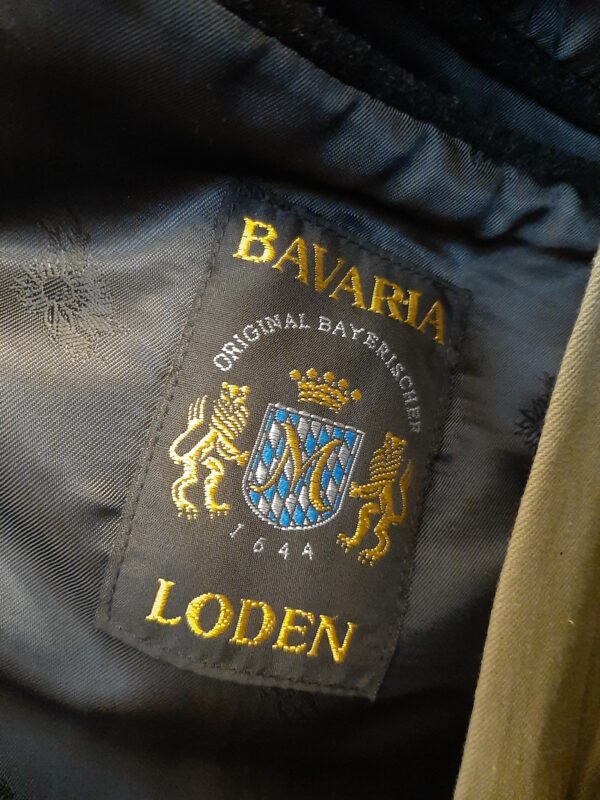 BAVARIA
ORIGINAL BAYERISCHER
M
1644
LODEN